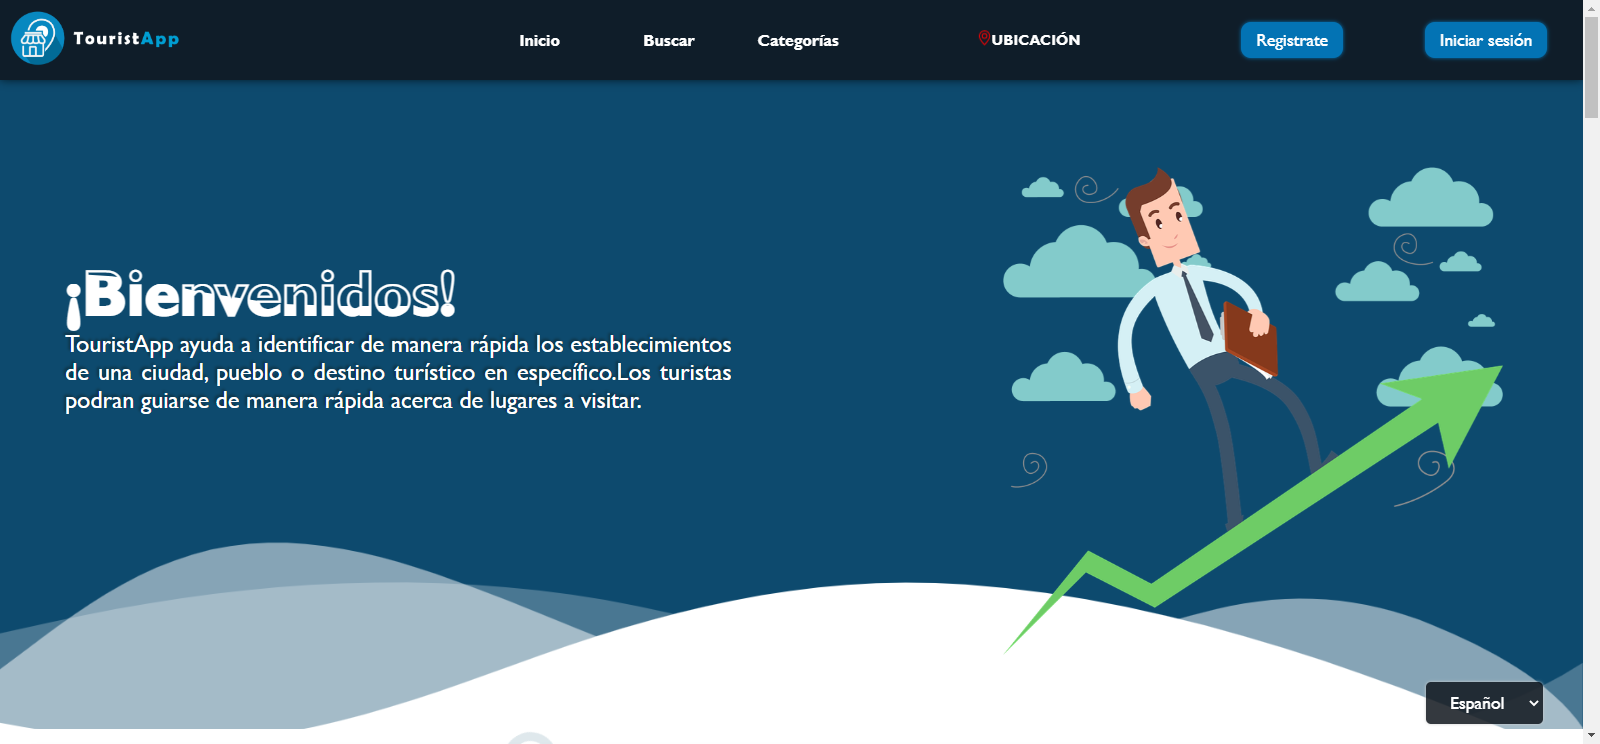 TouristApp
Inicio
Buscar
Categorías
UBICACIÓN
Registrate
Iniciar sesión
¡Bienvenidos!
TouristApp ayuda a identificar de manera rápida los establecimientos
de una ciudad, pueblo o destino turístico en específico.Los turistas
podran guiarse de manera rápida acerca de lugares a visitar.
Español